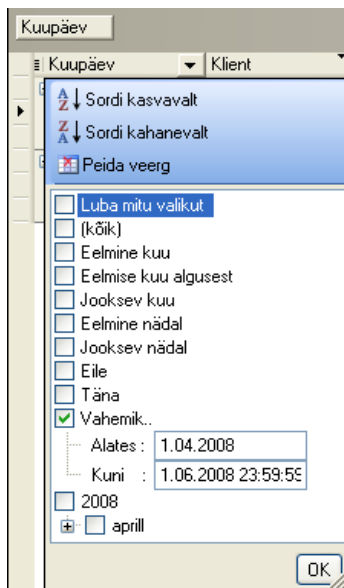 Kuupäev
Kuupäev Klient
Sordi kasvavalt
Sordi kahanevalt
Peida veerg
Luba mitu valikut
(kõik)
Eelmine kuu
Eelmise kuu algusest
Jooksev kuu
Eelmine nädal
Jooksev nädal
Eile
Täna
Vahemik..
Alates : 1.04.2008
Kuni : 1.06.2008 23:59:59
2008
aprill
OK